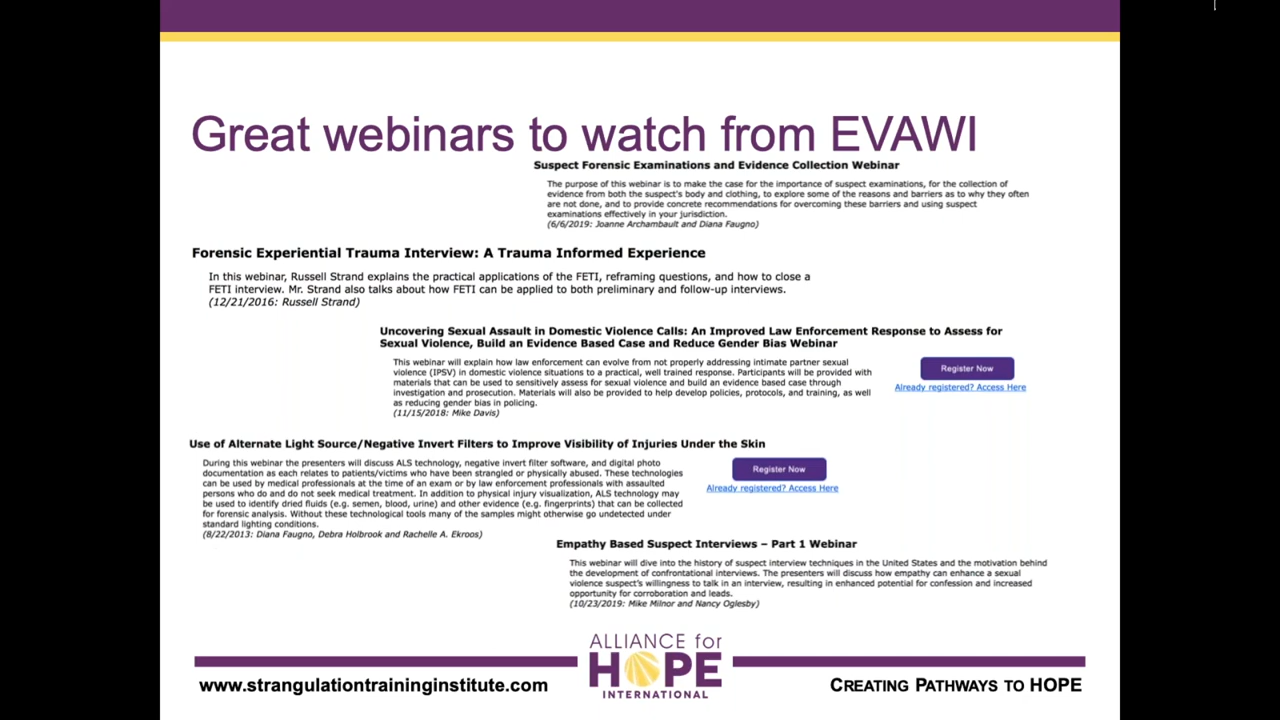 Great webinars to watch from EVAWI
Suspect Forensic Examinations and Evidence Collection Webinar
The purpose of this webinar is to make the case for the importance of suspect examinations, for the collection of
evidence from both the suspect's body and clothing, to explore some of the reasons and barriers as to why they often
are not done, and to provide concrete recommendations for overcoming these barriers and using suspect
examinations effectively in your jurisdiction.
(6/6/2019: Joanne Archambault and Diana Faugno)
Forensic Experiential Trauma Interview: A Trauma Informed Experience
In this webinar, Russell Strand explains the practical applications of the FETI, reframing questions, and how to close a
FETI interview. Mr. Strand also talks about how FETI can be applied to both preliminary and follow-up interviews.
(12/21/2016: Russell Strand)
Uncovering Sexual Assault in Domestic Violence Calls: An Improved Law Enforcement Response to Assess for
Sexual Violence, Build an Evidence Based Case and Reduce Gender Bias Webinar
This webinar will explain how law enforcement can evolve from not properly addressing intimate partner sexual
violence (IPSV) in domestic violence situations to a practical, well trained response. Participants will be provided with
materials that can be used to sensitively assess for sexual violence and build an evidence based case through
investigation and prosecution. Materials will also be provided to help develop policies, protocols, and training, as well
as reducing gender bias in policing.
(11/15/2018: Mike Davis)
Register Now
Already registered? Access Here
Use of Alternate Light Source/Negative Invert Filters to Improve Visibility of Injuries Under the Skin
During this webinar the presenters will discuss ALS technology, negative invert filter software, and digital photo
documentation as each relates to patients/victims who have been strangled or physically abused. These technologies
can be used by medical professionals at the time of an exam or by law enforcement professionals with assaulted
persons who do and do not seek medical treatment. In addition to physical injury visualization, ALS technology may
be used to identify dried fluids (e.g. semen, blood, urine) and other evidence (e.g. fingerprints) that can be collected
for forensic analysis. Without these technological tools many of the samples might otherwise go undetected under
standard lighting conditions.
(8/22/2013: Diana Faugno, Debra Holbrook and Rachelle A. Ekroos)
Register Now
Already registered? Access Here
Empathy Based Suspect Interviews – Part 1 Webinar
This webinar will dive into the history of suspect interview techniques in the United States and the motivation behind
the development of confrontational interviews. The presenters will discuss how empathy can enhance a sexual
violence suspect's willingness to talk in an interview, resulting in enhanced potential for confession and increased
opportunity for corroboration and leads.
(10/23/2019: Mike Milnor and Nancy Oglesby)
ALLIANCE for
HOPE
INTERNATIONAL
www.strangulationtraininginstitute.com
CREATING PATHWAYS TO HOPE